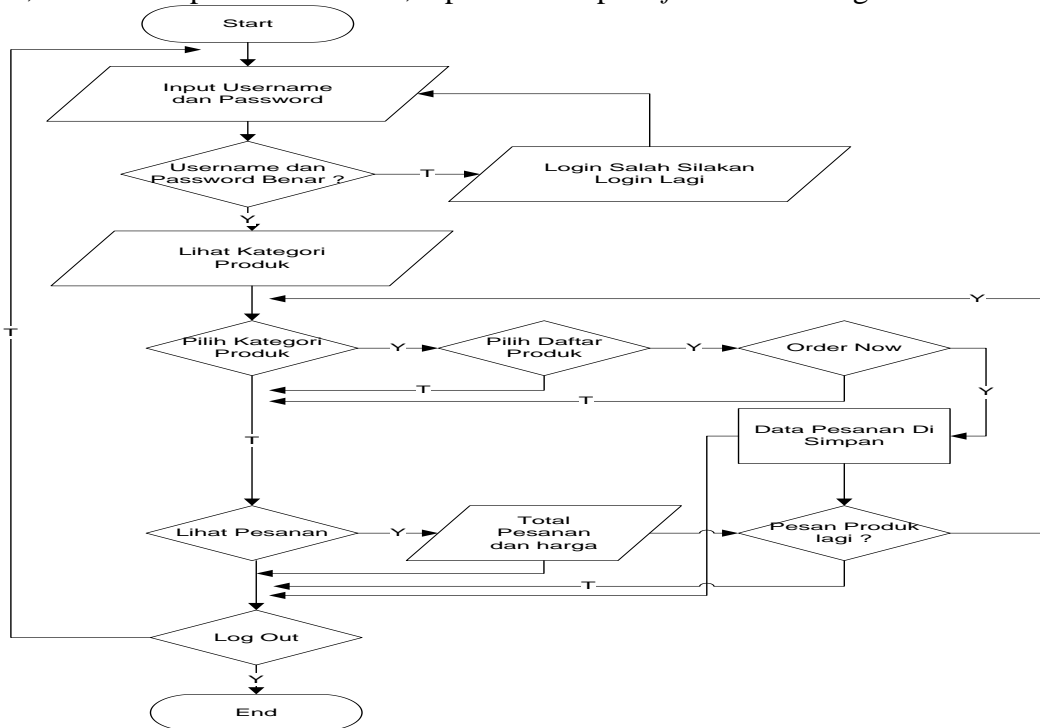 Start
Input Username
dan Password
Username dan
Password Benar ?
T
Login Salah Silakan
Login Lagi
Y
Lihat Kategori
Produk
Y
T
Pilih Kategori
Produk
Y
Pilih Daftar
Produk
Y
Order Now
T
T
Y
Data Pesanan Di
Simpan
T
Lihat Pesanan
Y
Total
Pesanan
dan harga
Pesan Produk
lagi ?
T
Log Out
Y
End